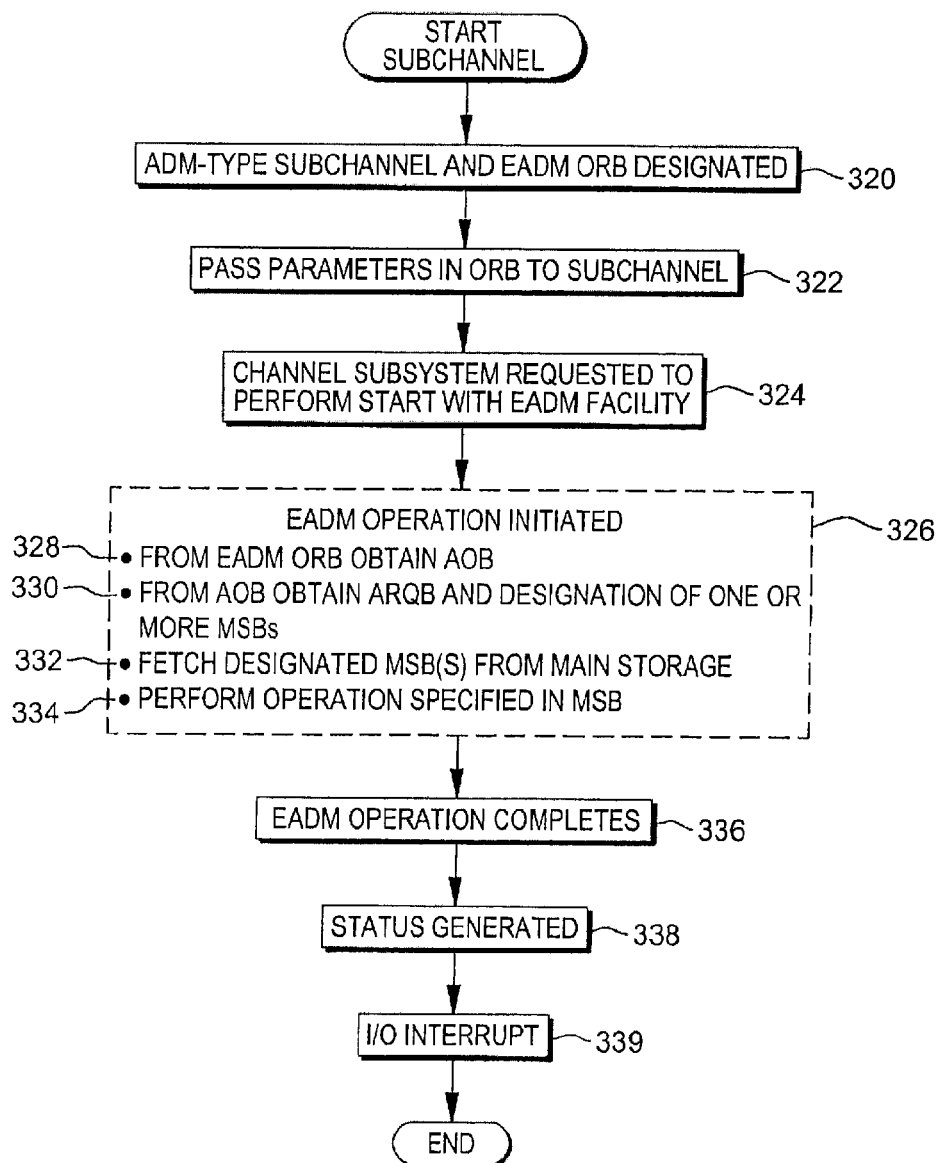 START
SUBCHANNEL
ADM-TYPE SUBCHANNEL AND EADM ORB DESIGNATED
320
PASS PARAMETERS IN ORB TO SUBCHANNEL
322
CHANNEL SUBSYSTEM REQUESTED TO
PERFORM START WITH EADM FACILITY
324
EADM OPERATION INITIATED
326
328 • FROM EADM ORB OBTAIN AOB
330 • FROM AOB OBTAIN ARQB AND DESIGNATION OF ONE OR
MORE MSBs
332 • FETCH DESIGNATED MSB(S) FROM MAIN STORAGE
334 • PERFORM OPERATION SPECIFIED IN MSB
EADM OPERATION COMPLETES
336
STATUS GENERATED
338
I/O INTERRUPT
339
END